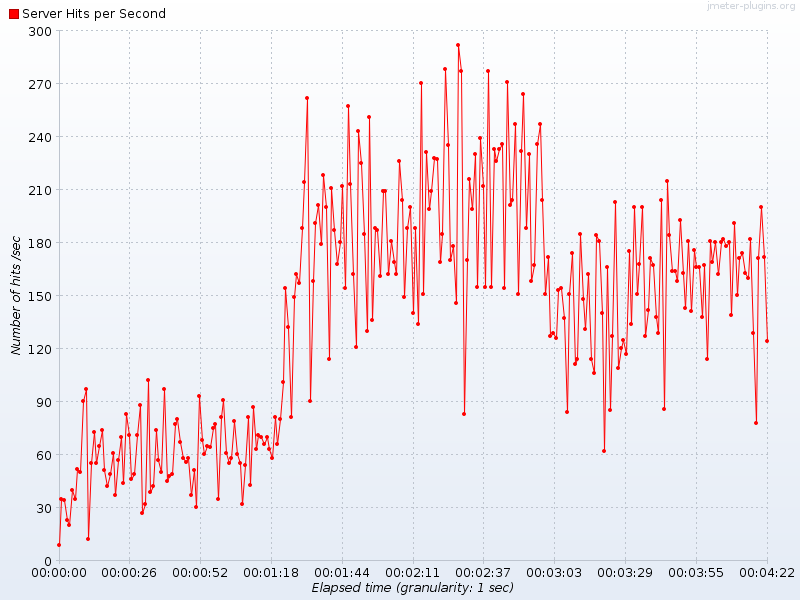 jmeter-plugins.org
Server Hits per Second
300
270
240
210
180
150
120
90
60
30
0
Number of hits /sec
00:00:00 00:00:26 00:00:52 00:01:18 00:01:44 00:02:11 00:02:37 00:03:03 00:03:29 00:03:55 00:04:22
Elapsed time (granularity: 1 sec)